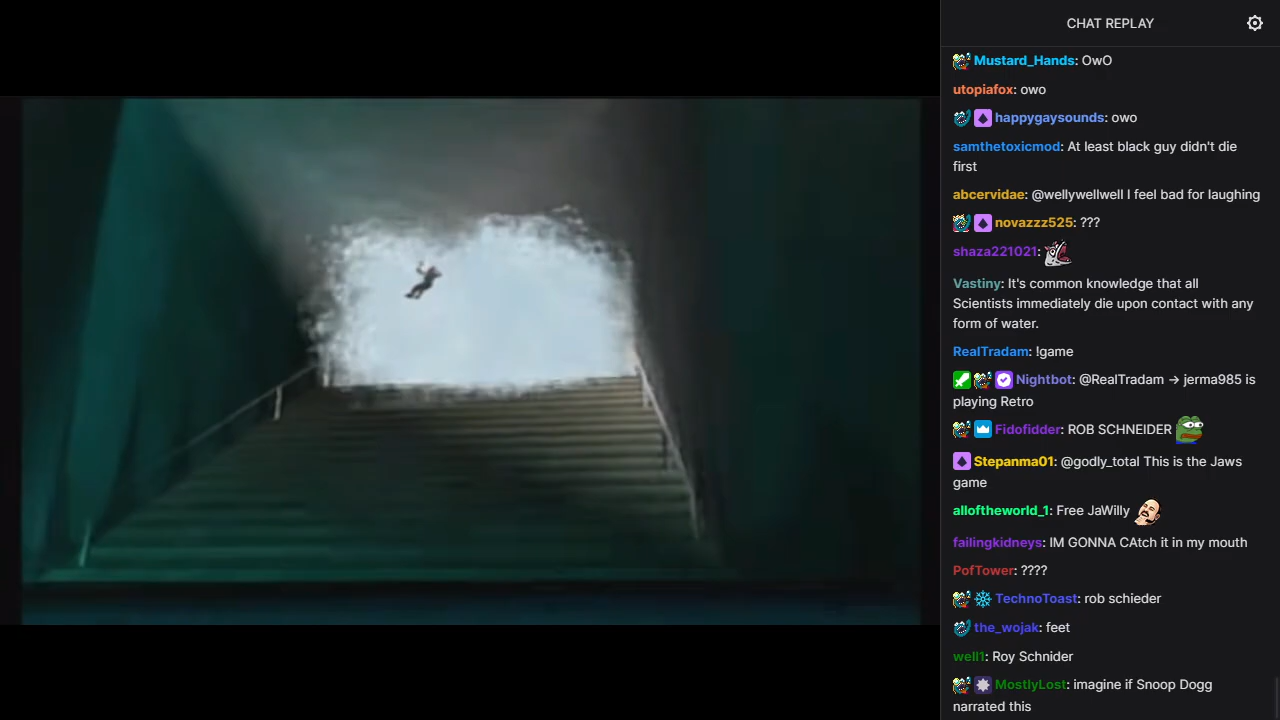 CHAT REPLAY
Mustard_Hands: OwO
utopiafox: owo
happygaysounds: owo
samthetoxicmod: At least black guy didn't die
first
abcervidae: @wellywellwell I feel bad for laughing
novazzz525: ???
shaza221021:
Vastiny: It's common knowledge that all
Scientists immediately die upon contact with any
form of water.
RealTradam: !game
Nightbot: @RealTradam -> jerma985 is
playing Retro
Fidofidder: ROB SCHNEIDER
Stepanma01: @godly_total This is the Jaws
game
alloftheworld_1: Free JaWilly
failingkidneys: IM GONNA CAtch it in my mouth
PofTower: ????
TechnoToast: rob schieder
the_wojak: feet
well1: Roy Schnider
MostlyLost: imagine if Snoop Dogg
narrated this